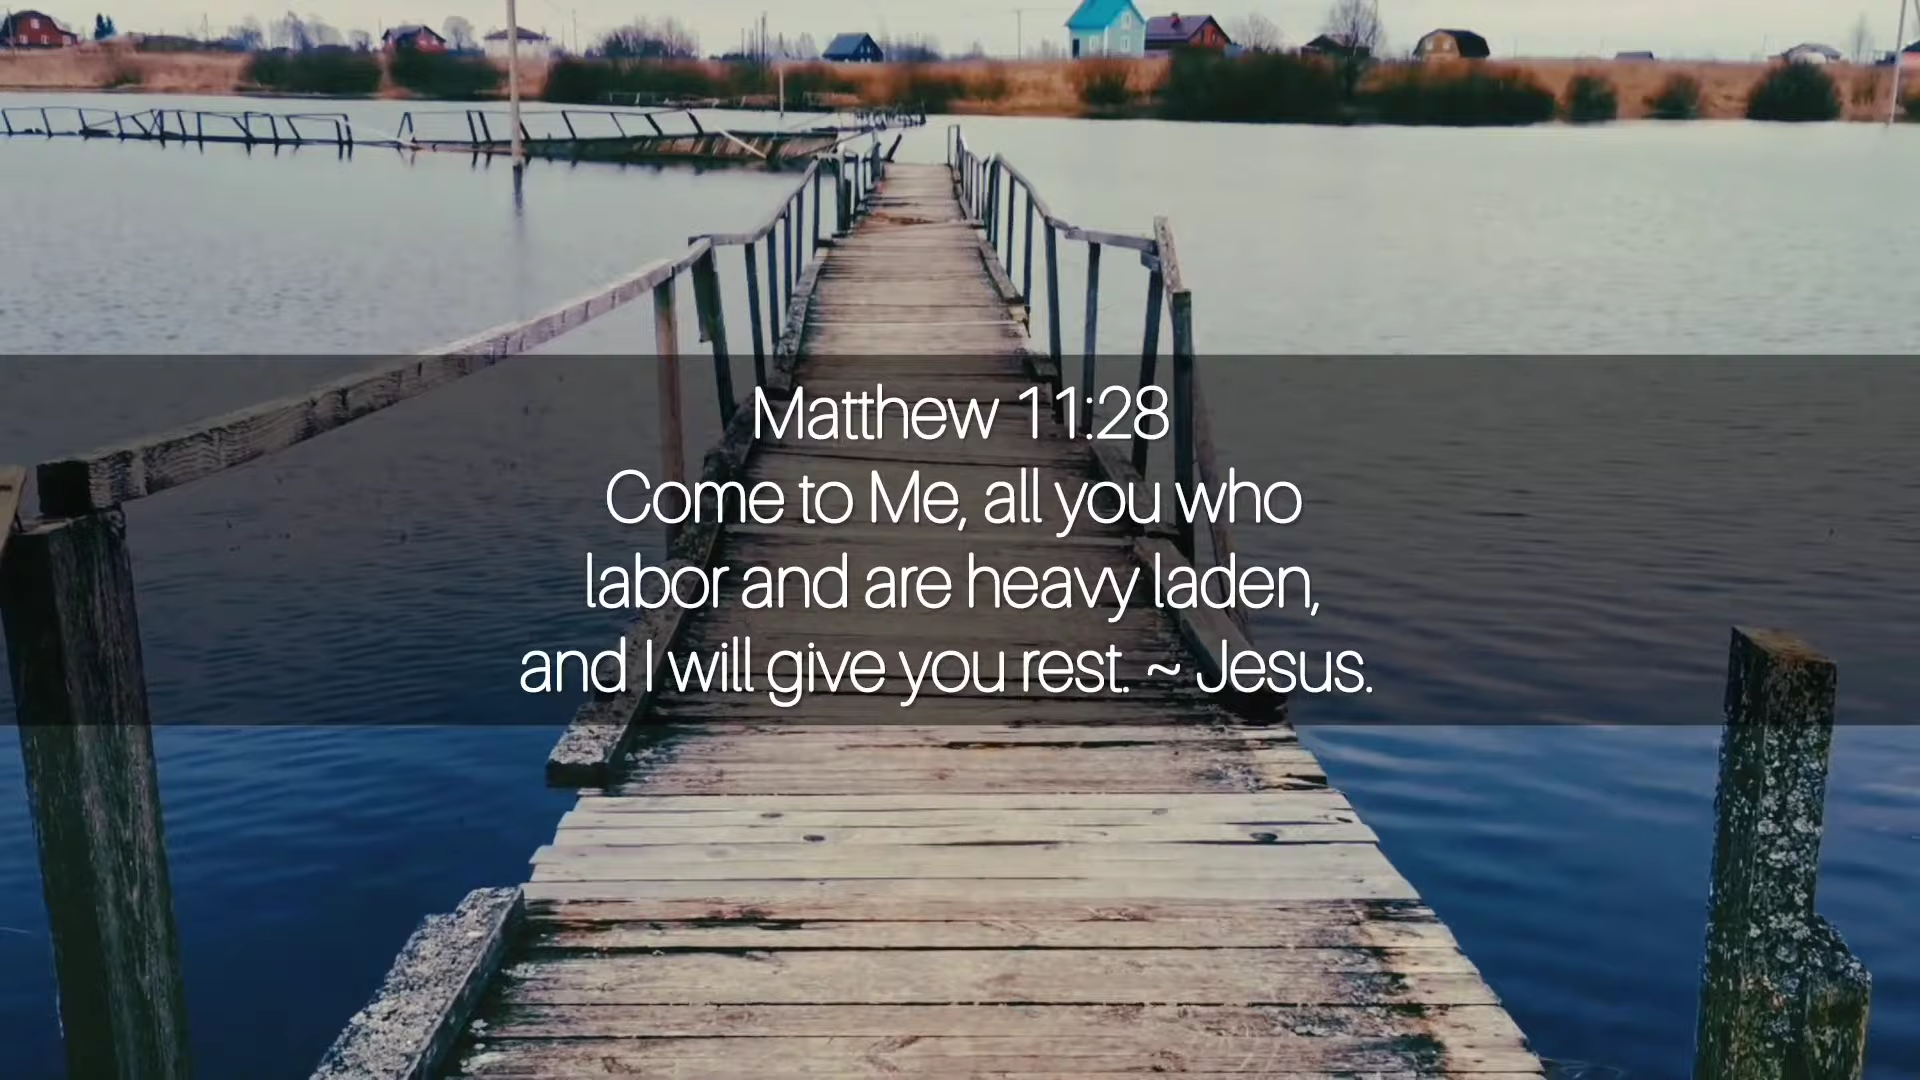 Matthew 11:28
Come to Me, all you who
labor and are heavy laden,
and I will give you rest. ~ Jesus.